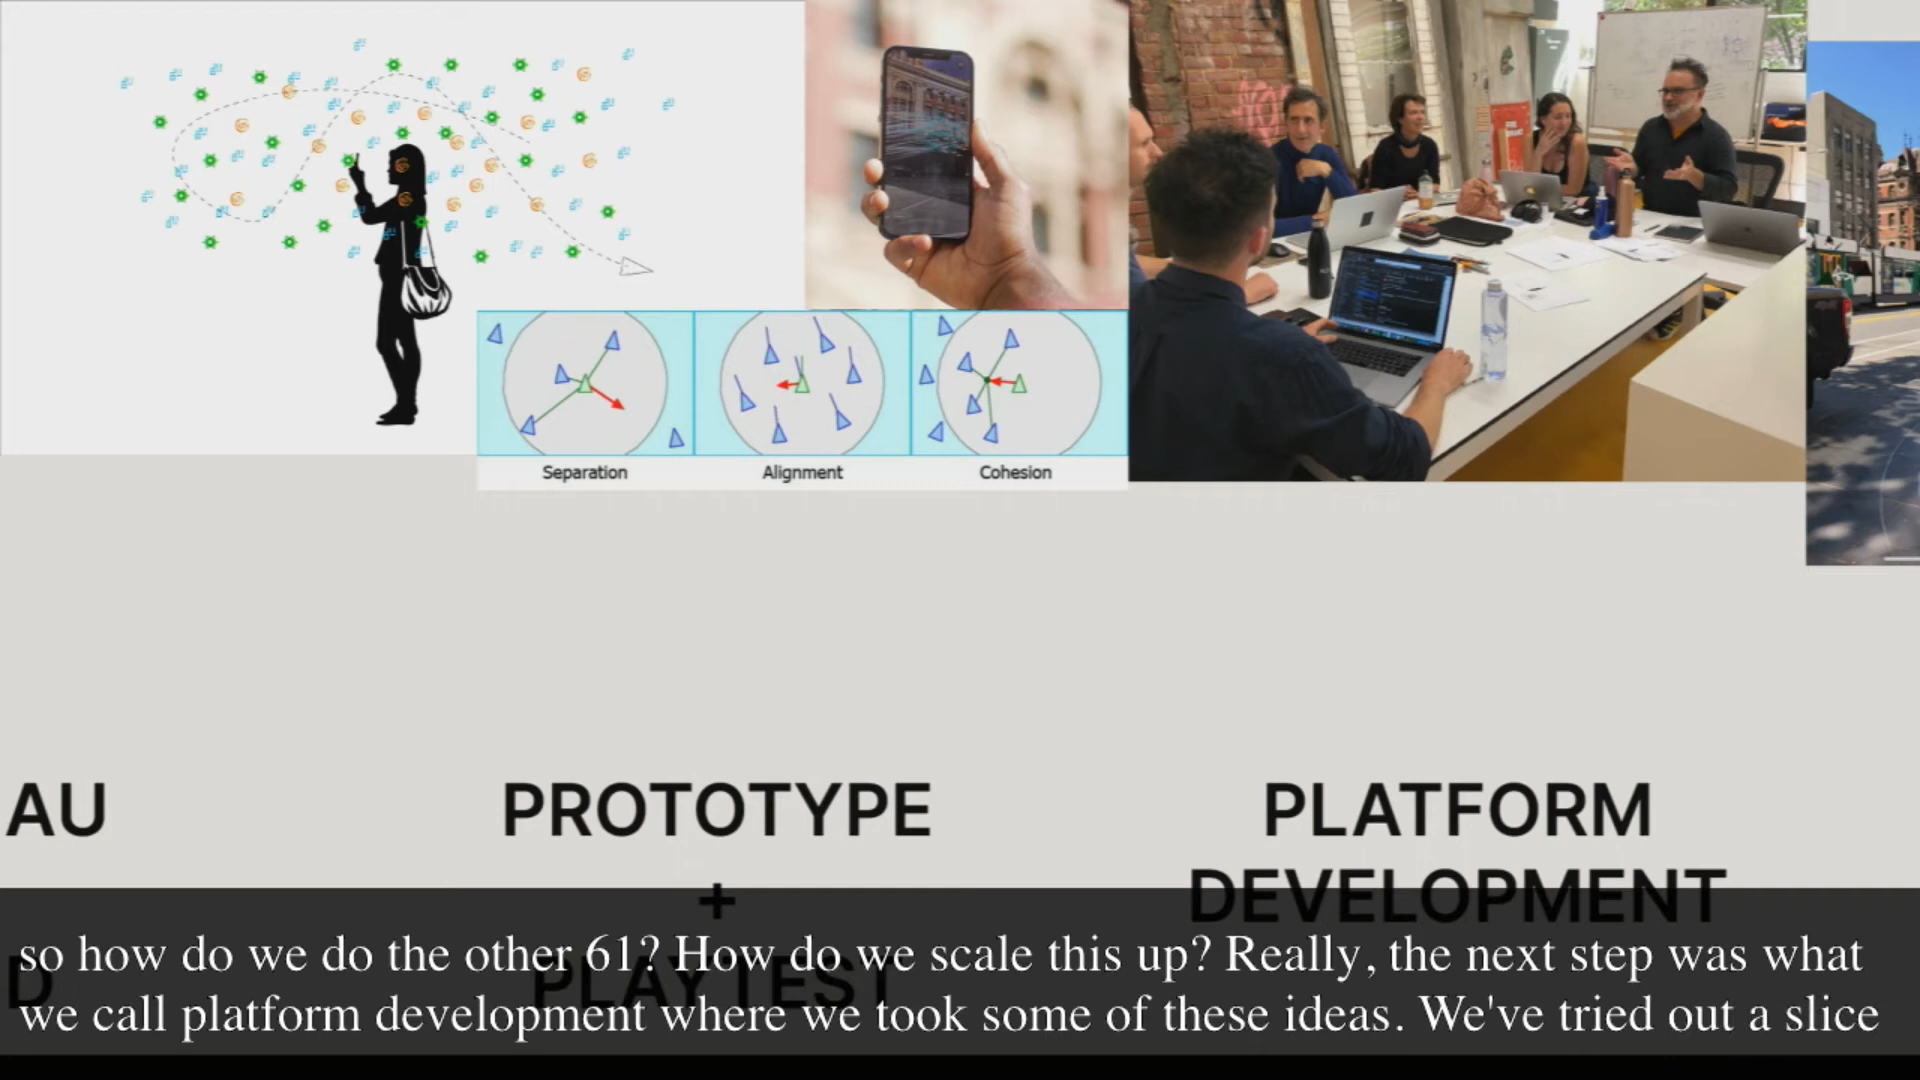 Separation
Alignment
Cohesion
AU
PROTOTYPE
PLATFORM
+
DEVELOPMENT
D
PLAYTEST
so how do we do the other 61? How do we scale this up? Really, the next step was what
we call platform development where we took some of these ideas. We've tried out a slice